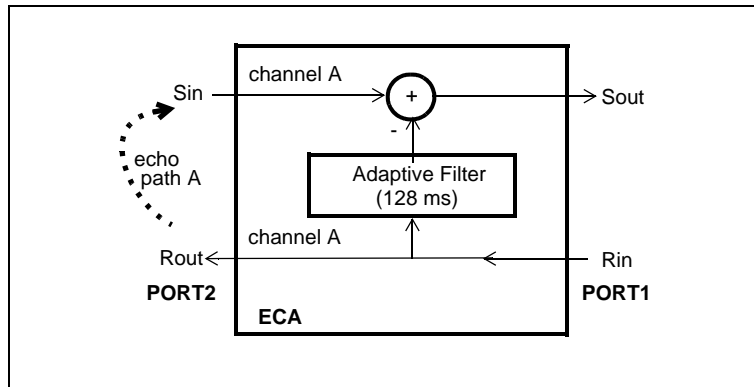 channel A
Sin
+
Sout
-
echo
path A
Adaptive Filter
(128 ms)
channel A
Rout
Rin
PORT2
PORT1
ECA